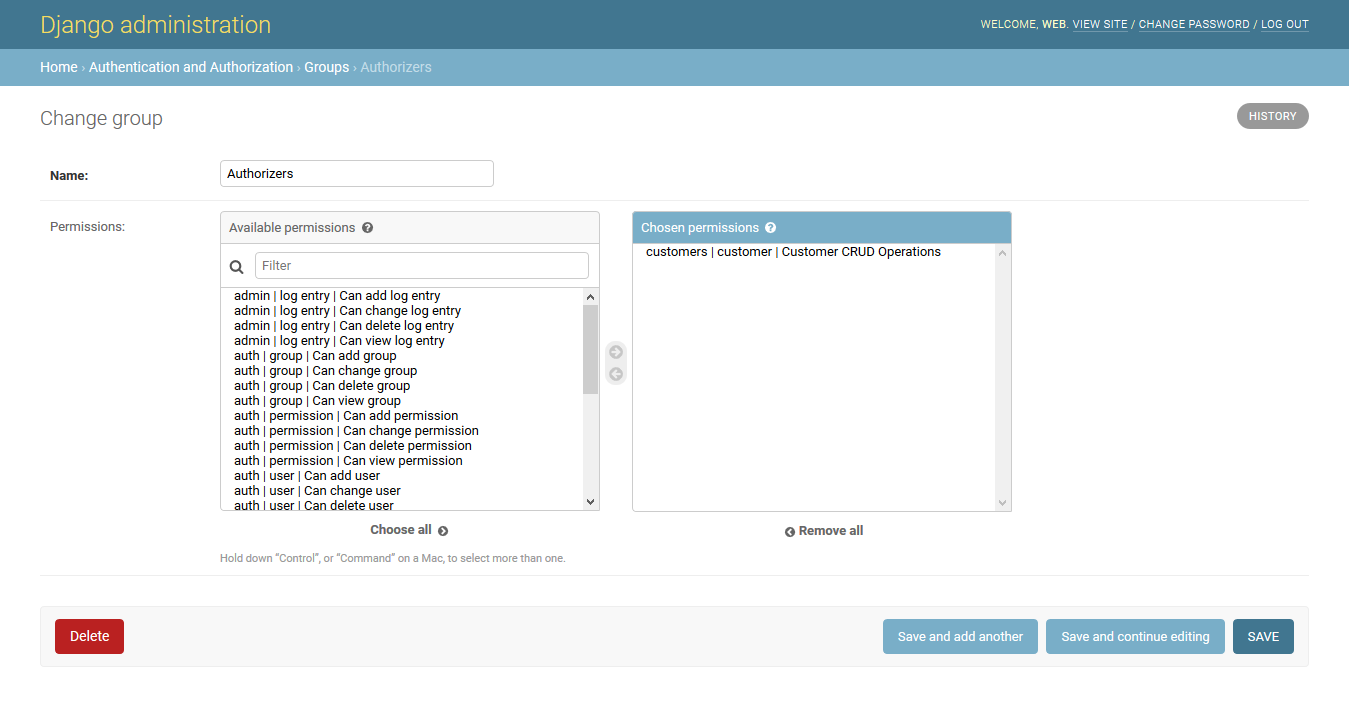 Django administration
WELCOME, WEB. VIEW SITE / CHANGE PASSWORD / LOG OUT
Home › Authentication and Authorization › Groups › Authorizers
Change group
HISTORY
Name:
Authorizers
Permissions:
Available permissions ?
Filter
admin | log entry | Can add log entry
admin | log entry | Can change log entry
admin | log entry | Can delete log entry
admin | log entry | Can view log entry
auth | group | Can add group
auth | group | Can change group
auth | group | Can delete group
auth | group | Can view group
auth | permission | Can add permission
auth | permission | Can change permission
auth | permission | Can delete permission
auth | permission | Can view permission
auth | user | Can add user
auth | user | Can change user
auth | user | Can delete user
Choose all
Chosen permissions ?
customers | customer | Customer CRUD Operations
Remove all
Hold down “Control”, or “Command” on a Mac, to select more than one.
Delete
Save and add another
Save and continue editing
SAVE